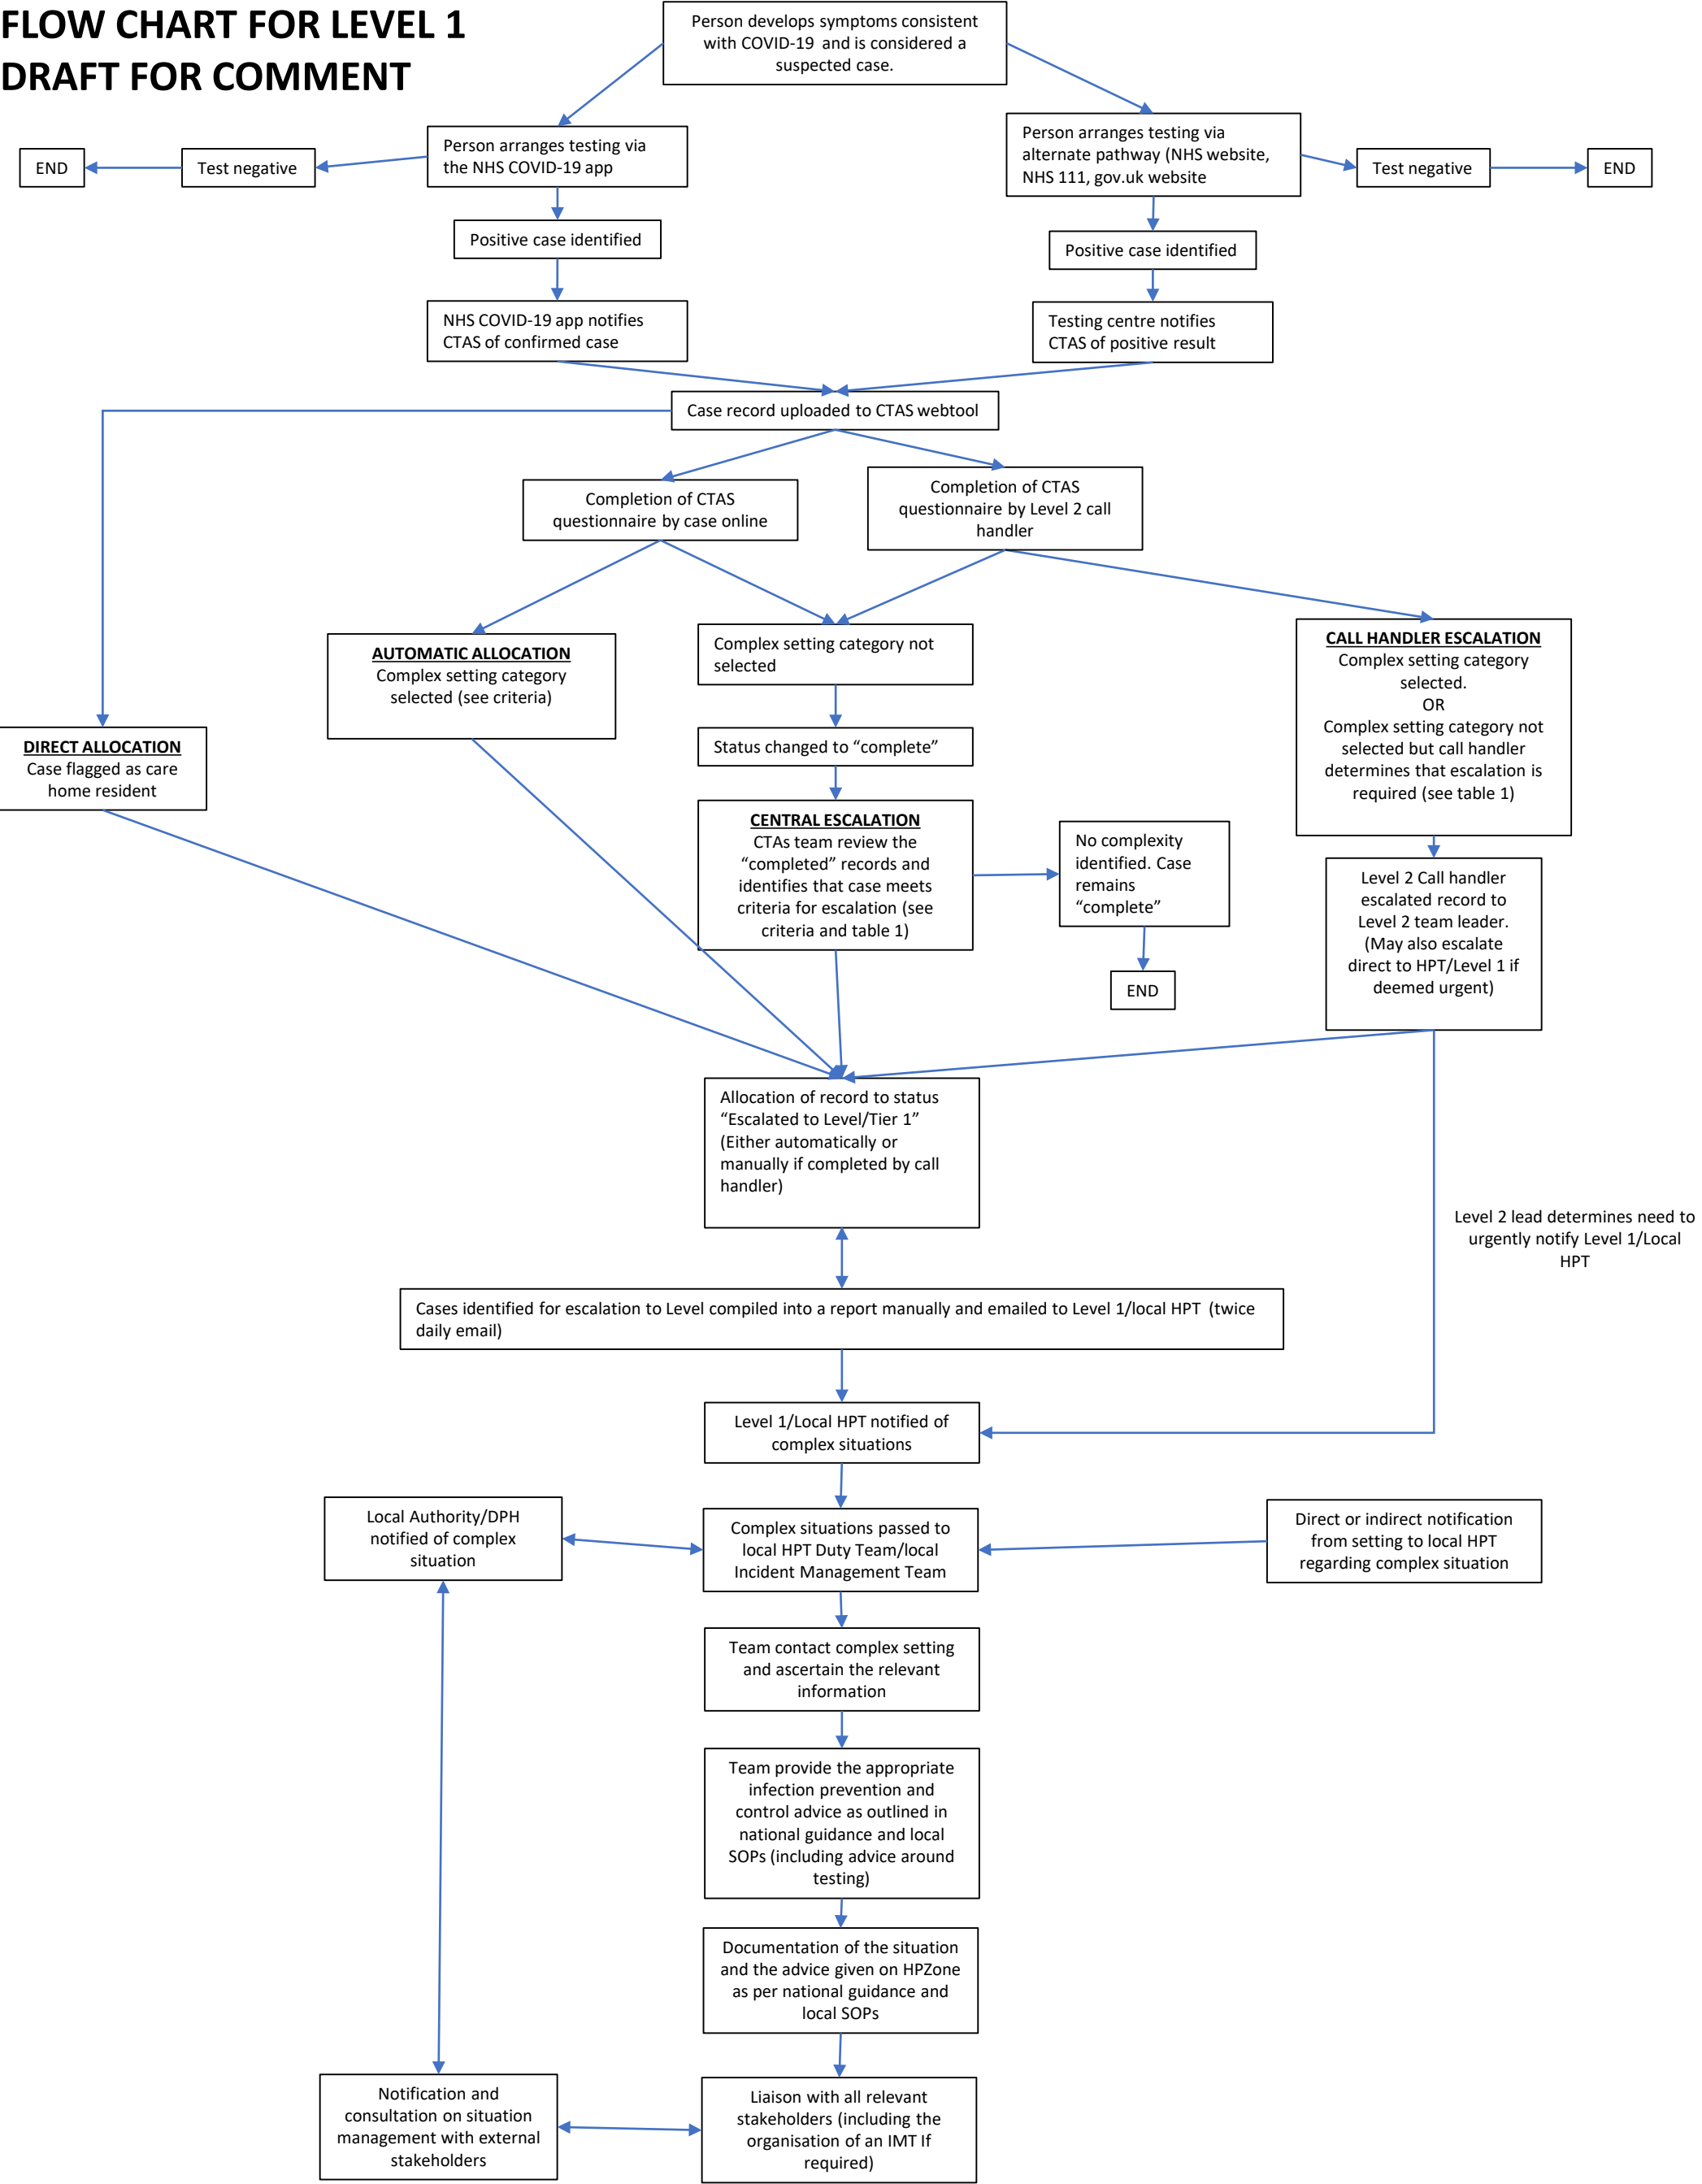 FLOW CHART FOR LEVEL 1
DRAFT FOR COMMENT
Person develops symptoms consistent
with COVID-19 and is considered a
suspected case.
END
Test negative
Person arranges testing via
the NHS COVID-19 app
Person arranges testing via
alternate pathway (NHS website,
NHS 111, gov.uk website
Test negative
END
Positive case identified
Positive case identified
NHS COVID-19 app notifies
CTAS of confirmed case
Testing centre notifies
CTAS of positive result
Case record uploaded to CTAS webtool
Completion of CTAS
questionnaire by case online
Completion of CTAS
questionnaire by Level 2 call
handler
AUTOMATIC ALLOCATION
Complex setting category
selected (see criteria)
Complex setting category not
selected
CALL HANDLER ESCALATION
Complex setting category
selected.
OR
Complex setting category not
selected but call handler
determines that escalation is
required (see table 1)
DIRECT ALLOCATION
Case flagged as care
home resident
Status changed to “complete”
CENTRAL ESCALATION
CTAs team review the
“completed” records and
identifies that case meets
criteria for escalation (see
criteria and table 1)
No complexity
identified. Case
remains
“complete”
END
Level 2 Call handler
escalated record to
Level 2 team leader.
(May also escalate
direct to HPT/Level 1 if
deemed urgent)
Allocation of record to status
“Escalated to Level/Tier 1”
(Either automatically or
manually if completed by call
handler)
Level 2 lead determines need to
urgently notify Level 1/Local
HPT
Cases identified for escalation to Level compiled into a report manually and emailed to Level 1/local HPT (twice
daily email)
Level 1/Local HPT notified of
complex situations
Local Authority/DPH
notified of complex
situation
Complex situations passed to
local HPT Duty Team/local
Incident Management Team
Direct or indirect notification
from setting to local HPT
regarding complex situation
Team contact complex setting
and ascertain the relevant
information
Team provide the appropriate
infection prevention and
control advice as outlined in
national guidance and local
SOPs (including advice around
testing)
Documentation of the situation
and the advice given on HPZone
as per national guidance and
local SOPs
Notification and
consultation on situation
management with external
stakeholders
Liaison with all relevant
stakeholders (including the
organisation of an IMT If
required)